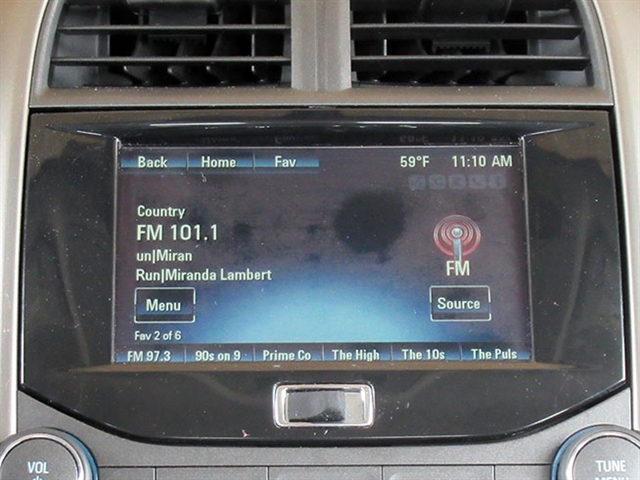 Back Home Fav 59°F 11:10 AM
Country
FM 101.1
un|Miran
Run|Miranda Lambert
FM
Menu
Source
Fav 2 of 6
FM 97.3 90s on 9 Prime Co The High The 10s The Puls
VOL
TUNE
MENU